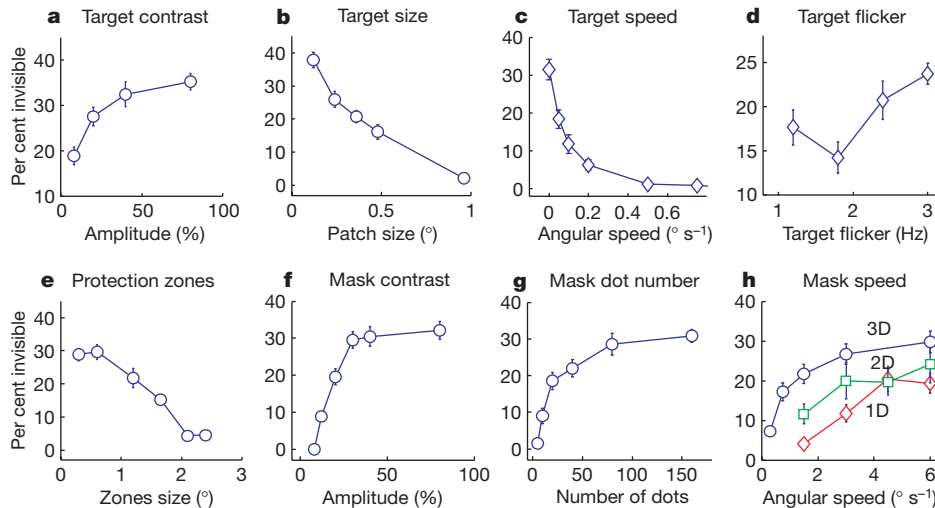 a Target contrast
Per cent invisible
40
30
20
10
0 50 100
Amplitude (%)
b Target size
40
30
20
10
0
0 0.5 1
Patch size (°)
c Target speed
40
30
20
10
0
0 0.2 0.6
Angular speed (° s⁻¹)
d Target flicker
25
20
15
10
1 2 3
Target flicker (Hz)
e Protection zones
Per cent invisible
40
30
20
10
0
0 1 2 3
Zones size (°)
f Mask contrast
40
30
20
10
0
0 50 100
Amplitude (%)
g Mask dot number
40
30
20
10
0
0 50 100 150
Number of dots
h Mask speed
40
30
20
10
0
3D
2D
1D
0 2 4 6
Angular speed (° s⁻¹)